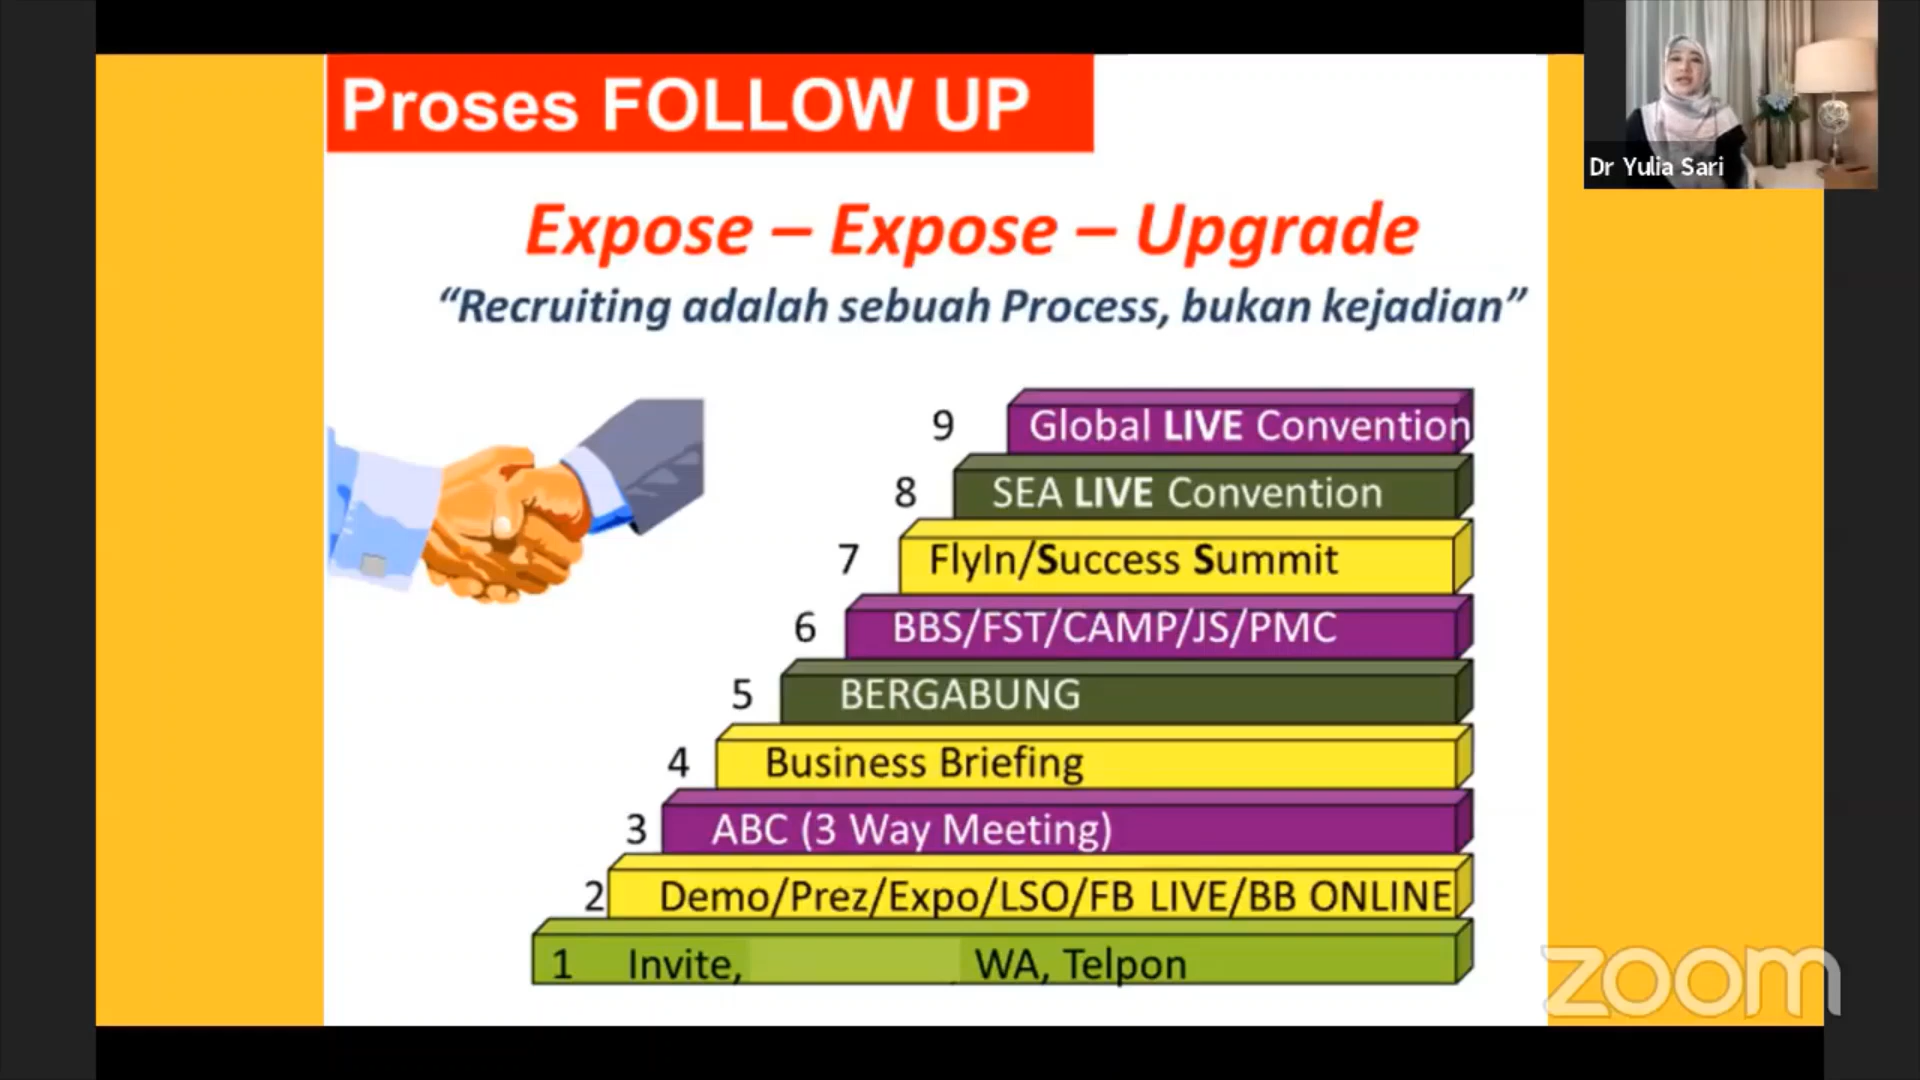 Proses FOLLOW UP
Dr Yulia Sari
Expose – Expose – Upgrade
“Recruiting adalah sebuah Process, bukan kejadian”
9 Global LIVE Convention
8 SEA LIVE Convention
7 FlyIn/Success Summit
6 BBS/FST/CAMP/JS/PMC
5 BERGABUNG
4 Business Briefing
3 ABC (3 Way Meeting)
2 Demo/Prez/Expo/LSO/FB LIVE/BB ONLINE
1 Invite, WA, Telpon
zoom